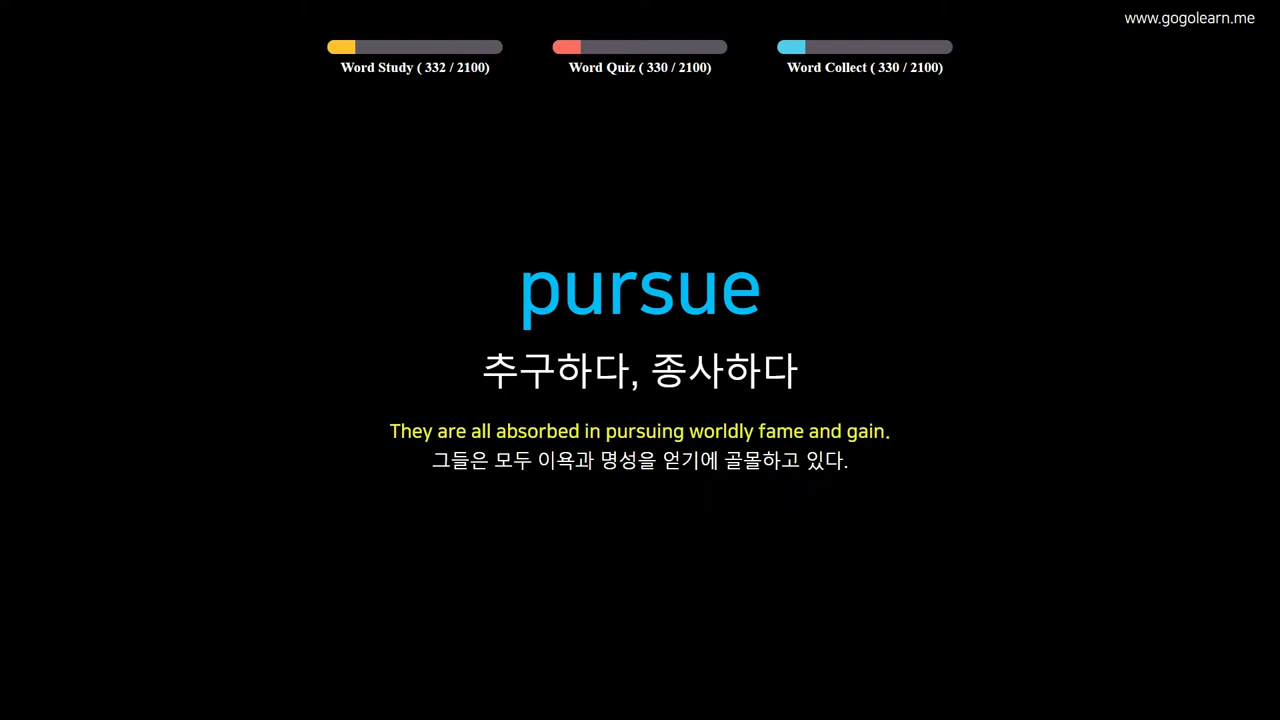 www.gogolearn.me
Word Study ( 332 / 2100)
Word Quiz ( 330 / 2100)
Word Collect ( 330 / 2100)
pursue
추구하다, 종사하다
They are all absorbed in pursuing worldly fame and gain.
그들은 모두 이욕과 명성을 얻기에 골몰하고 있다.